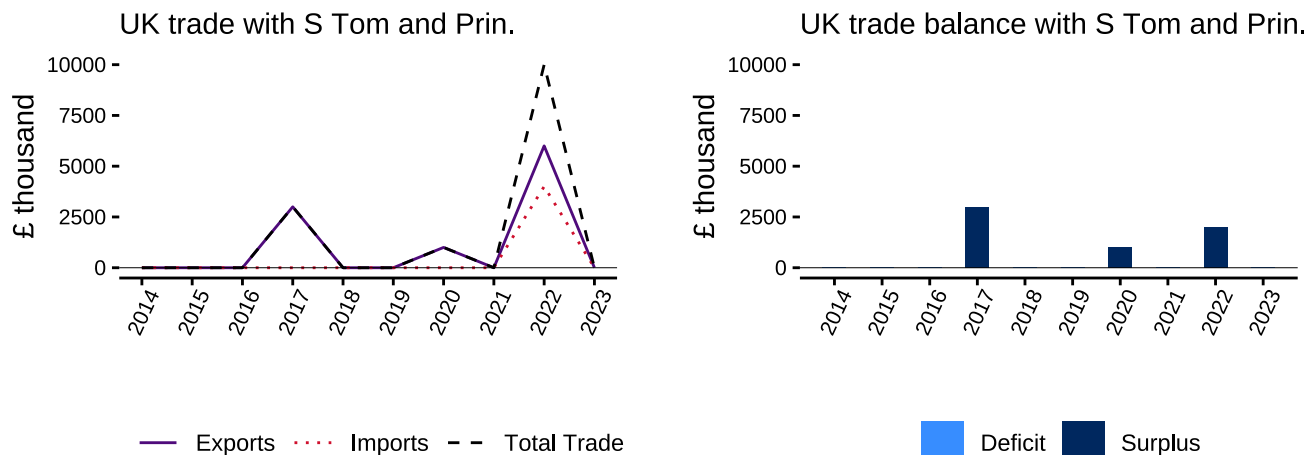 UK trade with S Tom and Prin.
£ thousand
10000
7500
5000
2500
0
2014 2015 2016 2017 2018 2019 2020 2021 2022 2023
Exports Imports Total Trade
UK trade balance with S Tom and Prin.
£ thousand
10000
7500
5000
2500
0
2014 2015 2016 2017 2018 2019 2020 2021 2022 2023
Deficit Surplus